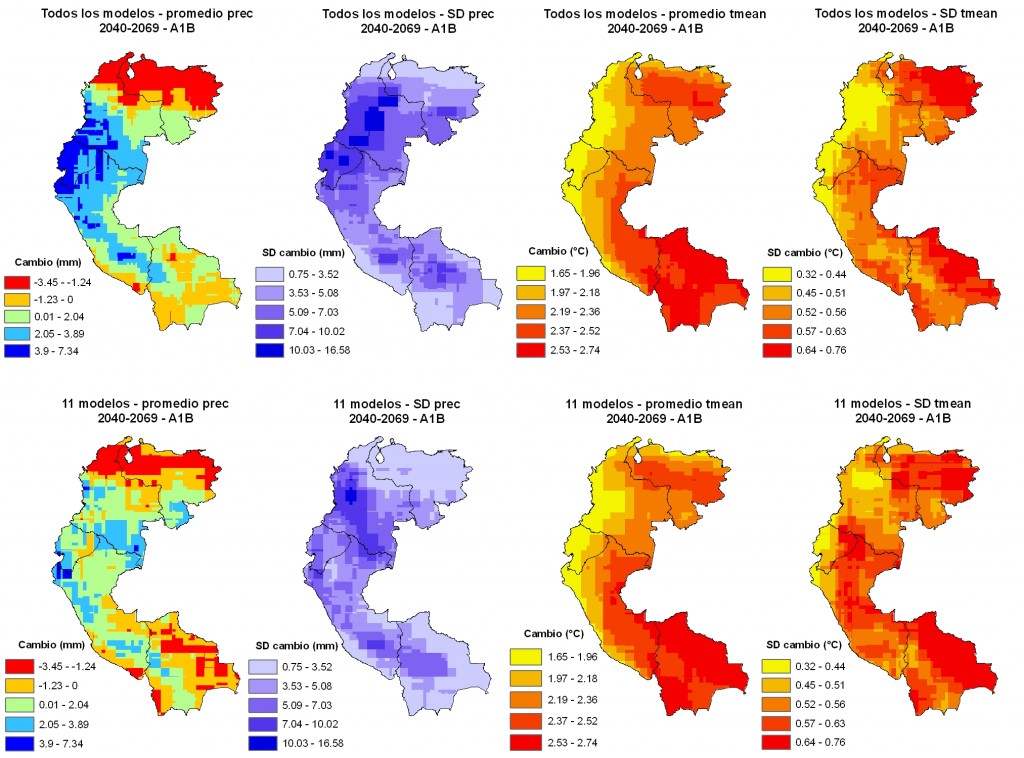 Todos los modelos - promedio prec
2040-2069 - A1B
Cambio (mm)
-3.45 - -1.24
-1.23 - 0
0.01 - 2.04
2.05 - 3.89
3.9 - 7.34
Todos los modelos - SD prec
2040-2069 - A1B
SD cambio (mm)
0.75 - 3.52
3.53 - 5.08
5.09 - 7.03
7.04 - 10.02
10.03 - 16.58
Todos los modelos - promedio tmean
2040-2069 - A1B
Cambio (°C)
1.65 - 1.96
1.97 - 2.18
2.19 - 2.36
2.37 - 2.52
2.53 - 2.74
Todos los modelos - SD tmean
2040-2069 - A1B
SD cambio (°C)
0.32 - 0.44
0.45 - 0.51
0.52 - 0.56
0.57 - 0.63
0.64 - 0.76
11 modelos - promedio prec
2040-2069 - A1B
Cambio (mm)
-3.45 - -1.24
-1.23 - 0
0.01 - 2.04
2.05 - 3.89
3.9 - 7.34
11 modelos - SD prec
2040-2069 - A1B
SD cambio (mm)
0.75 - 3.52
3.53 - 5.08
5.09 - 7.03
7.04 - 10.02
10.03 - 16.58
11 modelos - promedio tmean
2040-2069 - A1B
Cambio (°C)
1.65 - 1.96
1.97 - 2.18
2.19 - 2.36
2.37 - 2.52
2.53 - 2.74
11 modelos - SD tmean
2040-2069 - A1B
SD cambio (°C)
0.32 - 0.44
0.45 - 0.51
0.52 - 0.56
0.57 - 0.63
0.64 - 0.76